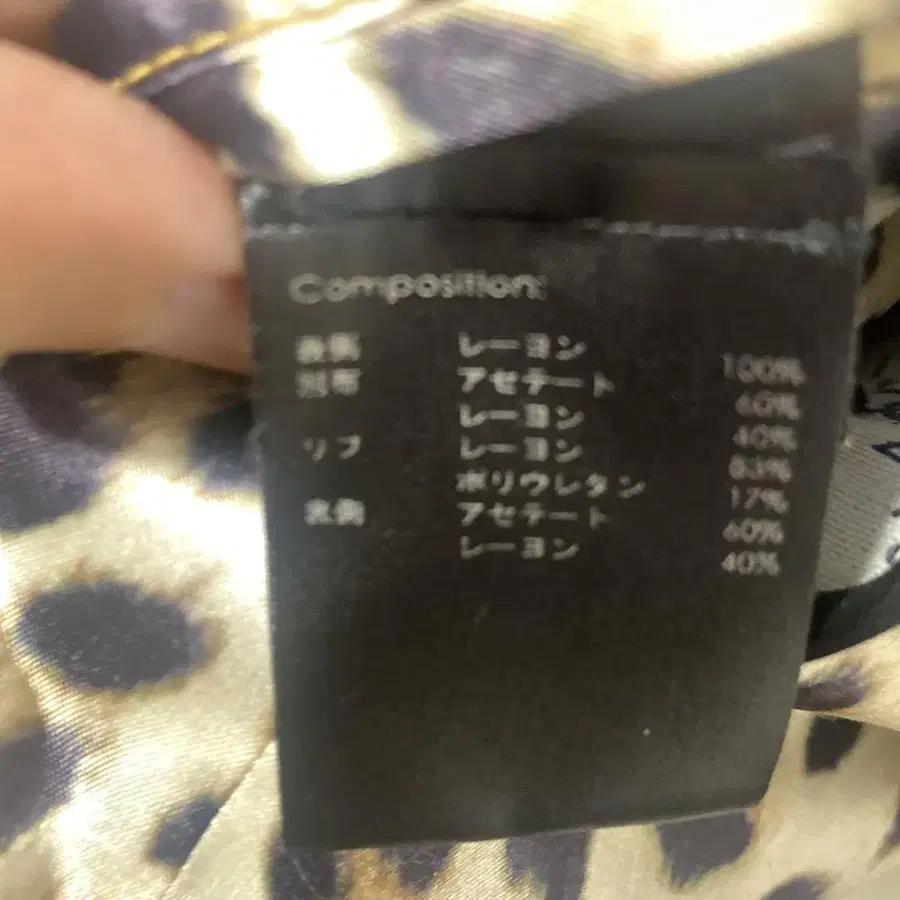 Composition:
表側 レーヨン 100%
別布 アセテート 60%
レーヨン 40%
リブ レーヨン 83%
ポリウレタン 17%
裏側 アセテート 60%
レーヨン 40%